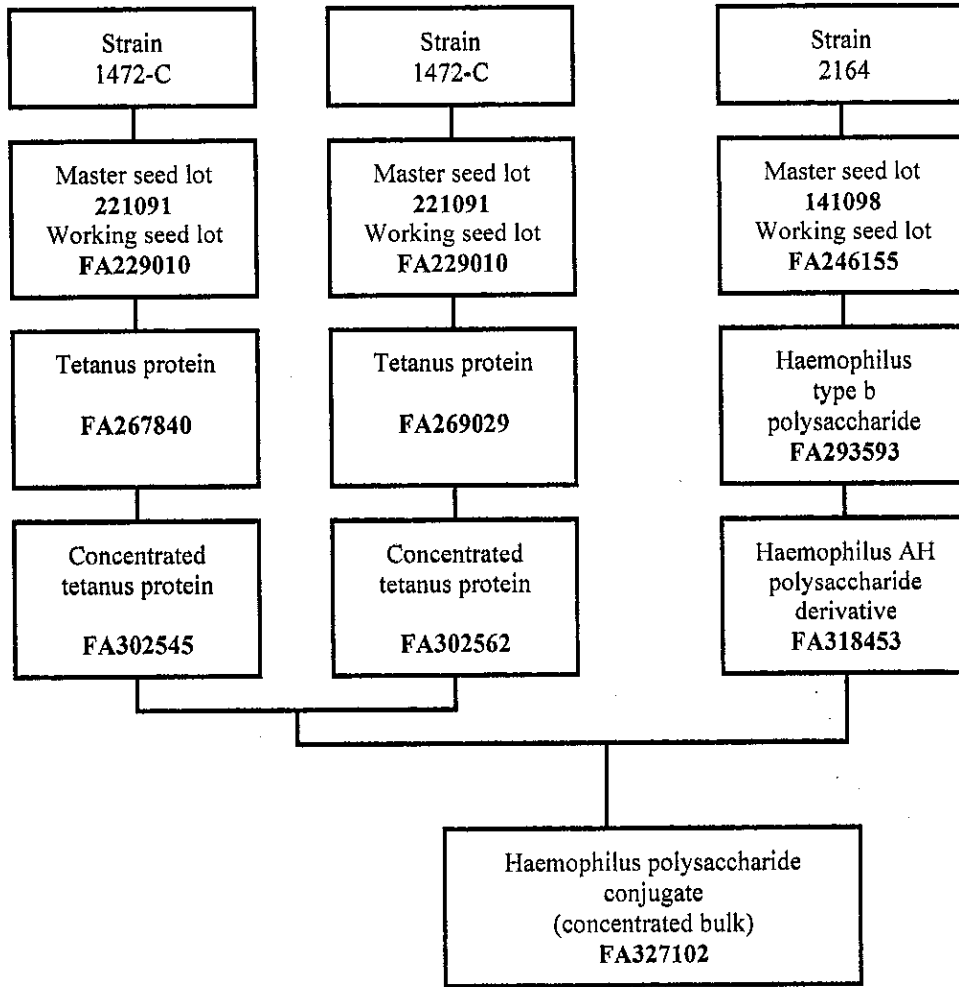 Strain
1472-C
Strain
1472-C
Strain
2164
Master seed lot
221091
Working seed lot
FA229010
Master seed lot
221091
Working seed lot
FA229010
Master seed lot
141098
Working seed lot
FA246155
Tetanus protein
FA267840
Tetanus protein
FA269029
Haemophilus
type b
polysaccharide
FA293593
Concentrated
tetanus protein
FA302545
Concentrated
tetanus protein
FA302562
Haemophilus AH
polysaccharide
derivative
FA318453
Haemophilus polysaccharide
conjugate
(concentrated bulk)
FA327102